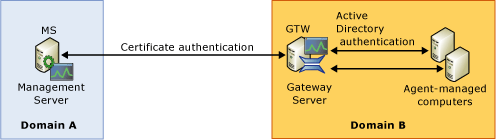 MS
Management
Server
Domain A
Certificate authentication
GTW
Gateway
Server
Active
Directory
authentication
Agent-managed
computers
Domain B